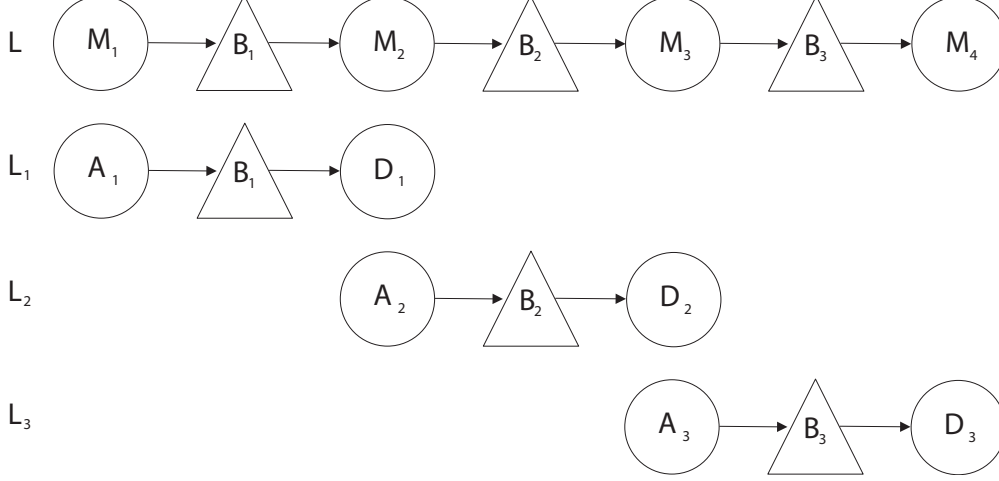 L M₁ B₁ M₂ B₂ M₃ B₃ M₄
L₁ A₁ B₁ D₁
L₂ A₂ B₂ D₂
L₃ A₃ B₃ D₃